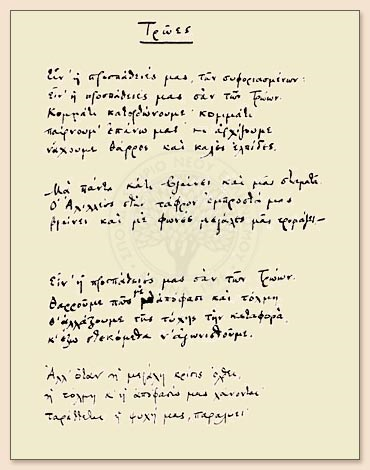 Τρῶες
Εἶν' ἡ προσπάθειές μας, τῶν συφοριασμένων·
εἶν' ἡ προσπάθειές μας σὰν τῶν Τρώων.
Κομμάτι κατορθώνουμε· κομμάτι
παίρνουμ' ἐπάνω μας· κι ἀρχίζουμε
νἄχουμε θάρρος καὶ καλὲς ἐλπίδες.
Μὰ πάντα κάτι βγαίνει καὶ μᾶς σταματᾶ.
Ὁ Ἀχιλλεὺς στὴν τάφρον ἐμπροστά μας
βγαίνει καὶ μὲ φωνὲς μεγάλες μᾶς τρομάζει.—
Εἶν' ἡ προσπάθειές μας σὰν τῶν Τρώων.
Θαρροῦμε πῶς μὲ ἀπόφασι καὶ τόλμη
θ' ἀλλάξουμε τῆς τύχης τὴν καταφορά,
κ' ἔξω στεκόμεθα ν' ἀγωνισθοῦμε.
Ἀλλ' ὅταν ἡ μεγάλη κρίσις ἔλθει,
ἡ τόλμη κ' ἡ ἀπόφασίς μας χάνονται·
ταράττεται ἡ ψυχή μας, παραλύει·